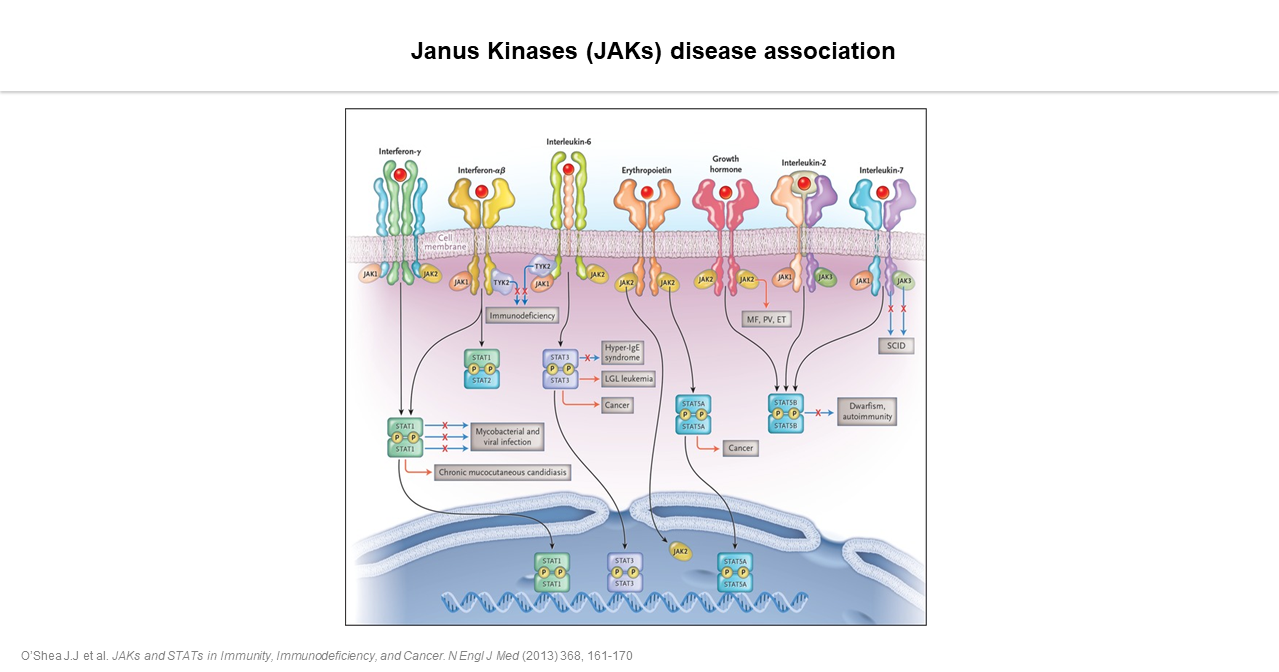 Janus Kinases (JAKs) disease association
Interferon-γ
Interferon-αβ
Interleukin-6
Erythropoietin
Growth
hormone
Interleukin-2
Interleukin-7
Cell
membrane
JAK1
JAK2
JAK1
TYK2
TYK2
JAK1
JAK2
JAK2
JAK2
JAK2
JAK2
JAK1
JAK3
JAK1
JAK3
X X
X X
Immunodeficiency
MF, PV, ET
SCID
STAT1
P P
STAT2
STAT3
P P
STAT3
X
Hyper-IgE
syndrome
LGL leukemia
Cancer
STAT5A
P P
STAT5A
Cancer
STAT5B
P P
STAT5B
X
Dwarfism,
autoimmunity
STAT1
P P
STAT1
X
X
X
Mycobacterial and
viral infection
Chronic mucocutaneous candidiasis
JAK2
STAT1
P P
STAT1
STAT3
P P
STAT3
STAT5A
P P
STAT5A
O'Shea J.J et al. JAKs and STATs in Immunity, Immunodeficiency, and Cancer. N Engl J Med (2013) 368, 161-170